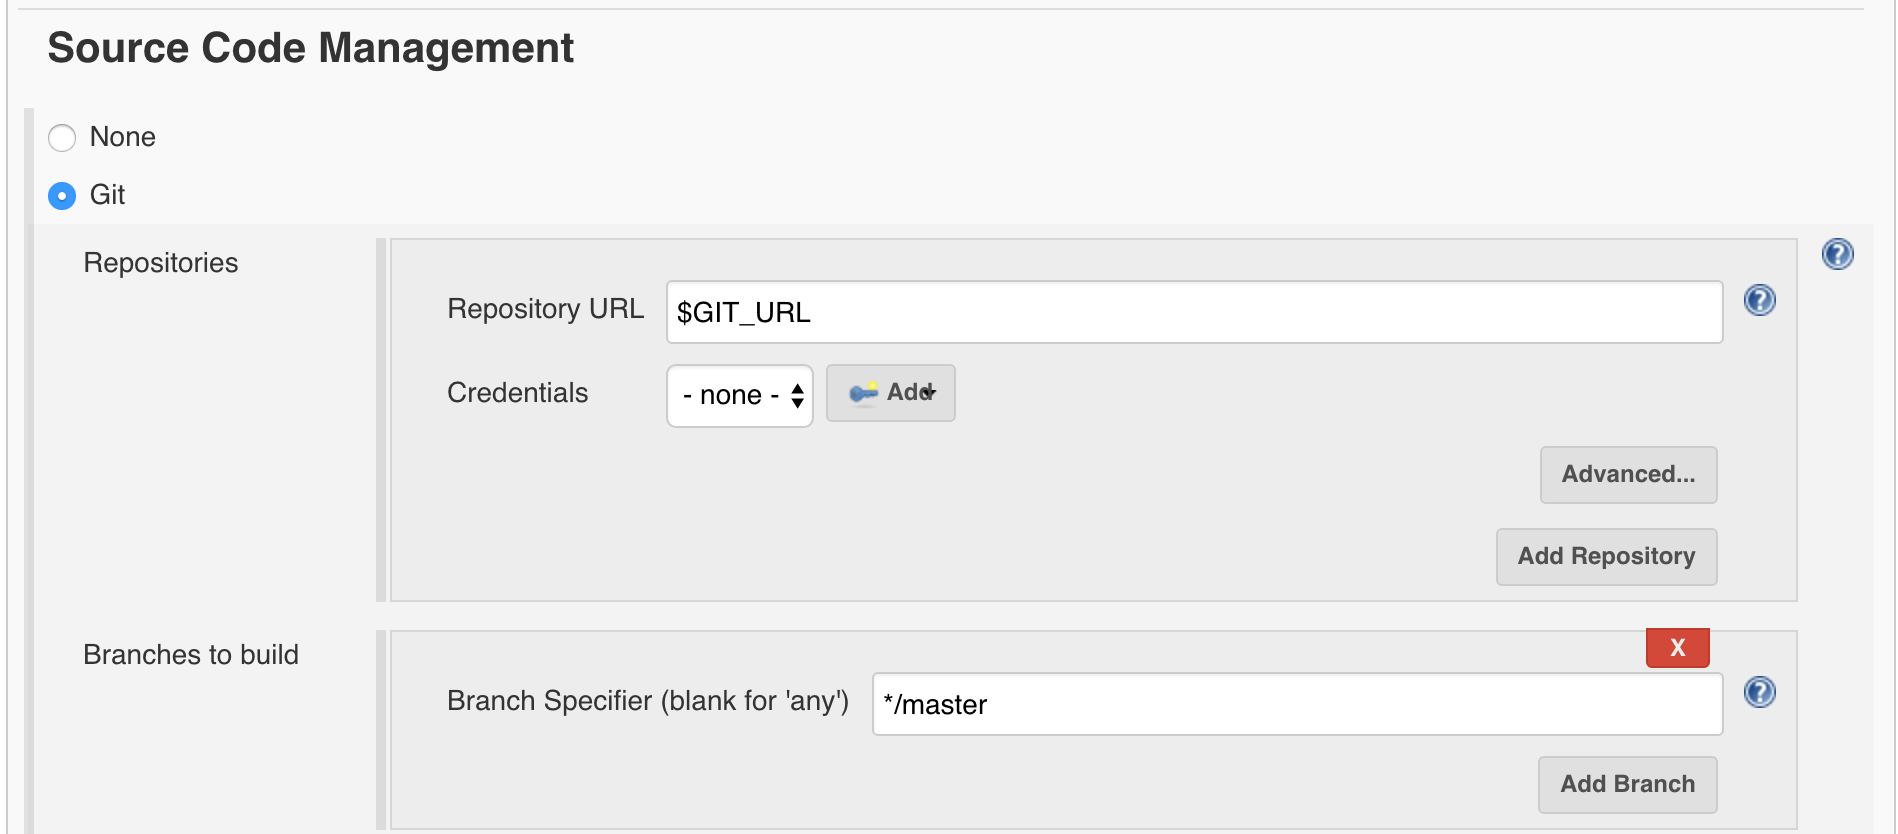 Source Code Management
None
Git
Repositories
Repository URL $GIT_URL
Credentials - none - Add
Advanced...
Add Repository
Branches to build
X
Branch Specifier (blank for 'any') */master
Add Branch